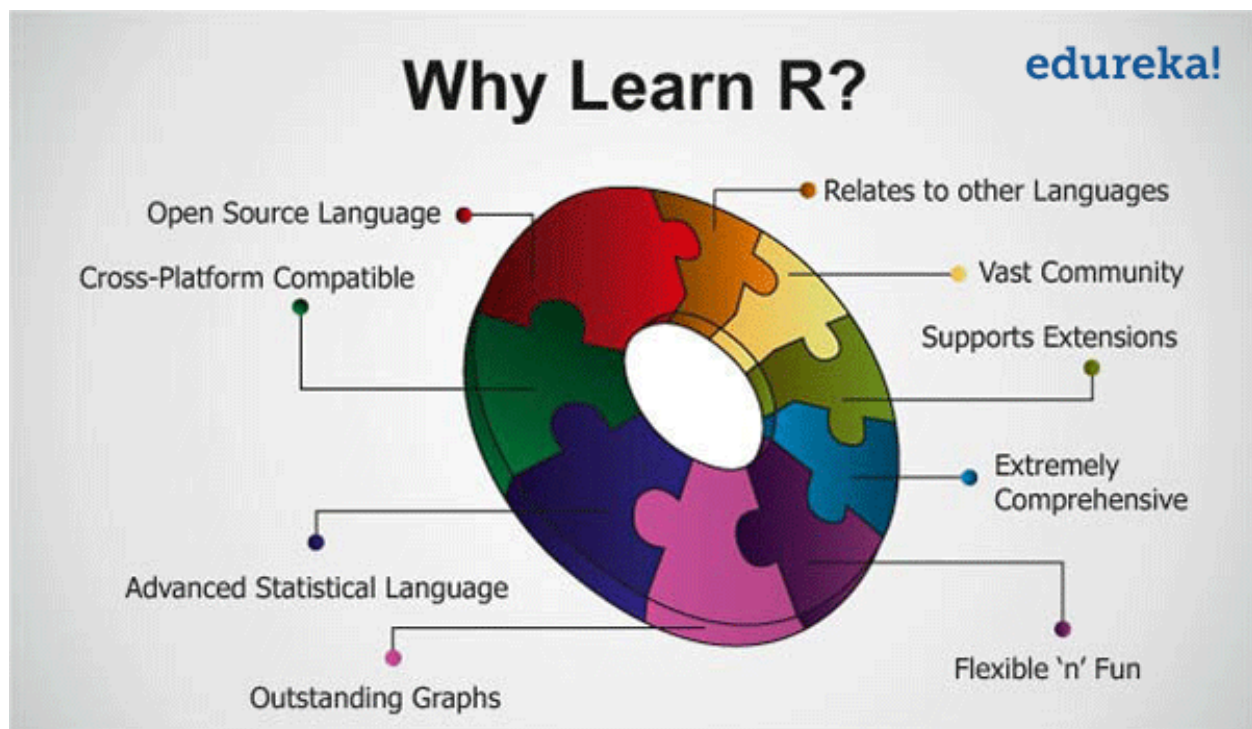 Why Learn R?
edureka!
Open Source Language
Relates to other Languages
Cross-Platform Compatible
Vast Community
Supports Extensions
Extremely
Comprehensive
Advanced Statistical Language
Flexible ‘n’ Fun
Outstanding Graphs